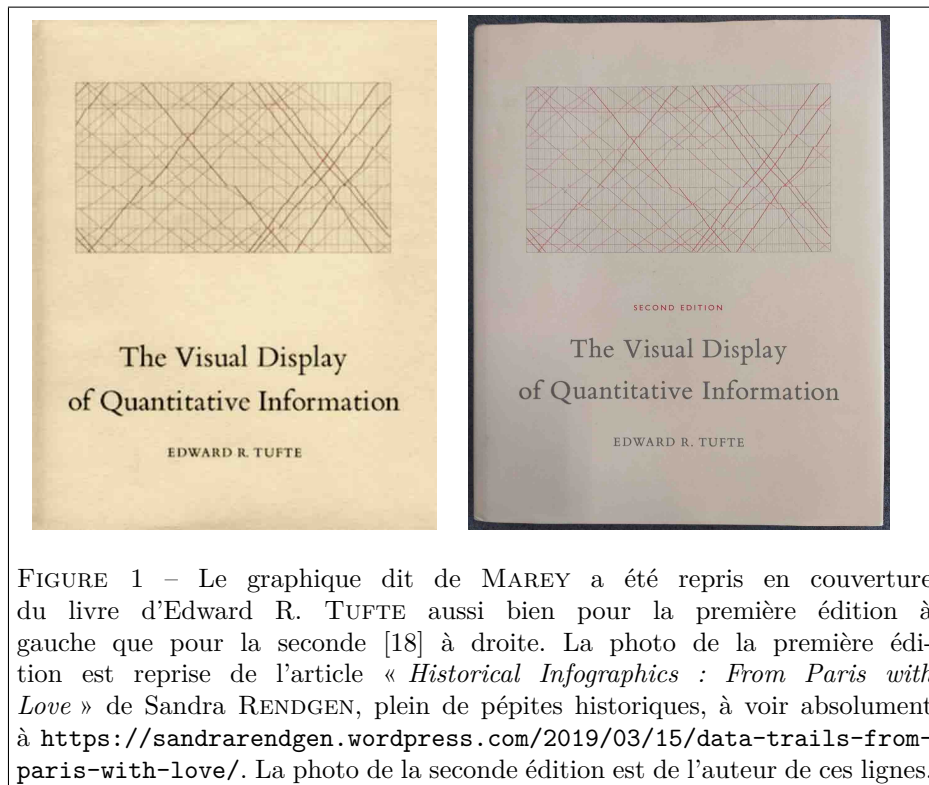 The Visual Display
of Quantitative Information
EDWARD R. TUFTE
SECOND EDITION
The Visual Display
of Quantitative Information
EDWARD R. TUFTE
FIGURE 1 – Le graphique dit de MAREY a été repris en couverture
du livre d'Edward R. TUFTE aussi bien pour la première édition à
gauche que pour la seconde [18] à droite. La photo de la première édi-
tion est reprise de l'article « Historical Infographics : From Paris with
Love » de Sandra RENDGEN, plein de pépites historiques, à voir absolument
à https://sandrarendgen.wordpress.com/2019/03/15/data-trails-from-
paris-with-love/. La photo de la seconde édition est de l'auteur de ces lignes.